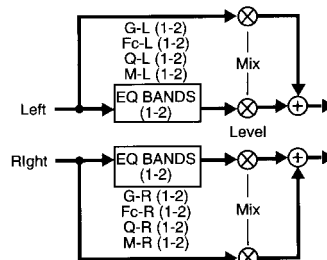 G-L (1-2)
Fc-L (1-2)
Q-L (1-2)
M-L (1-2)
Mix
Left
EQ BANDS
(1-2)
Level
RIght
EQ BANDS
(1-2)
G-R (1-2)
Fc-R (1-2)
Q-R (1-2)
M-R (1-2)
Mix